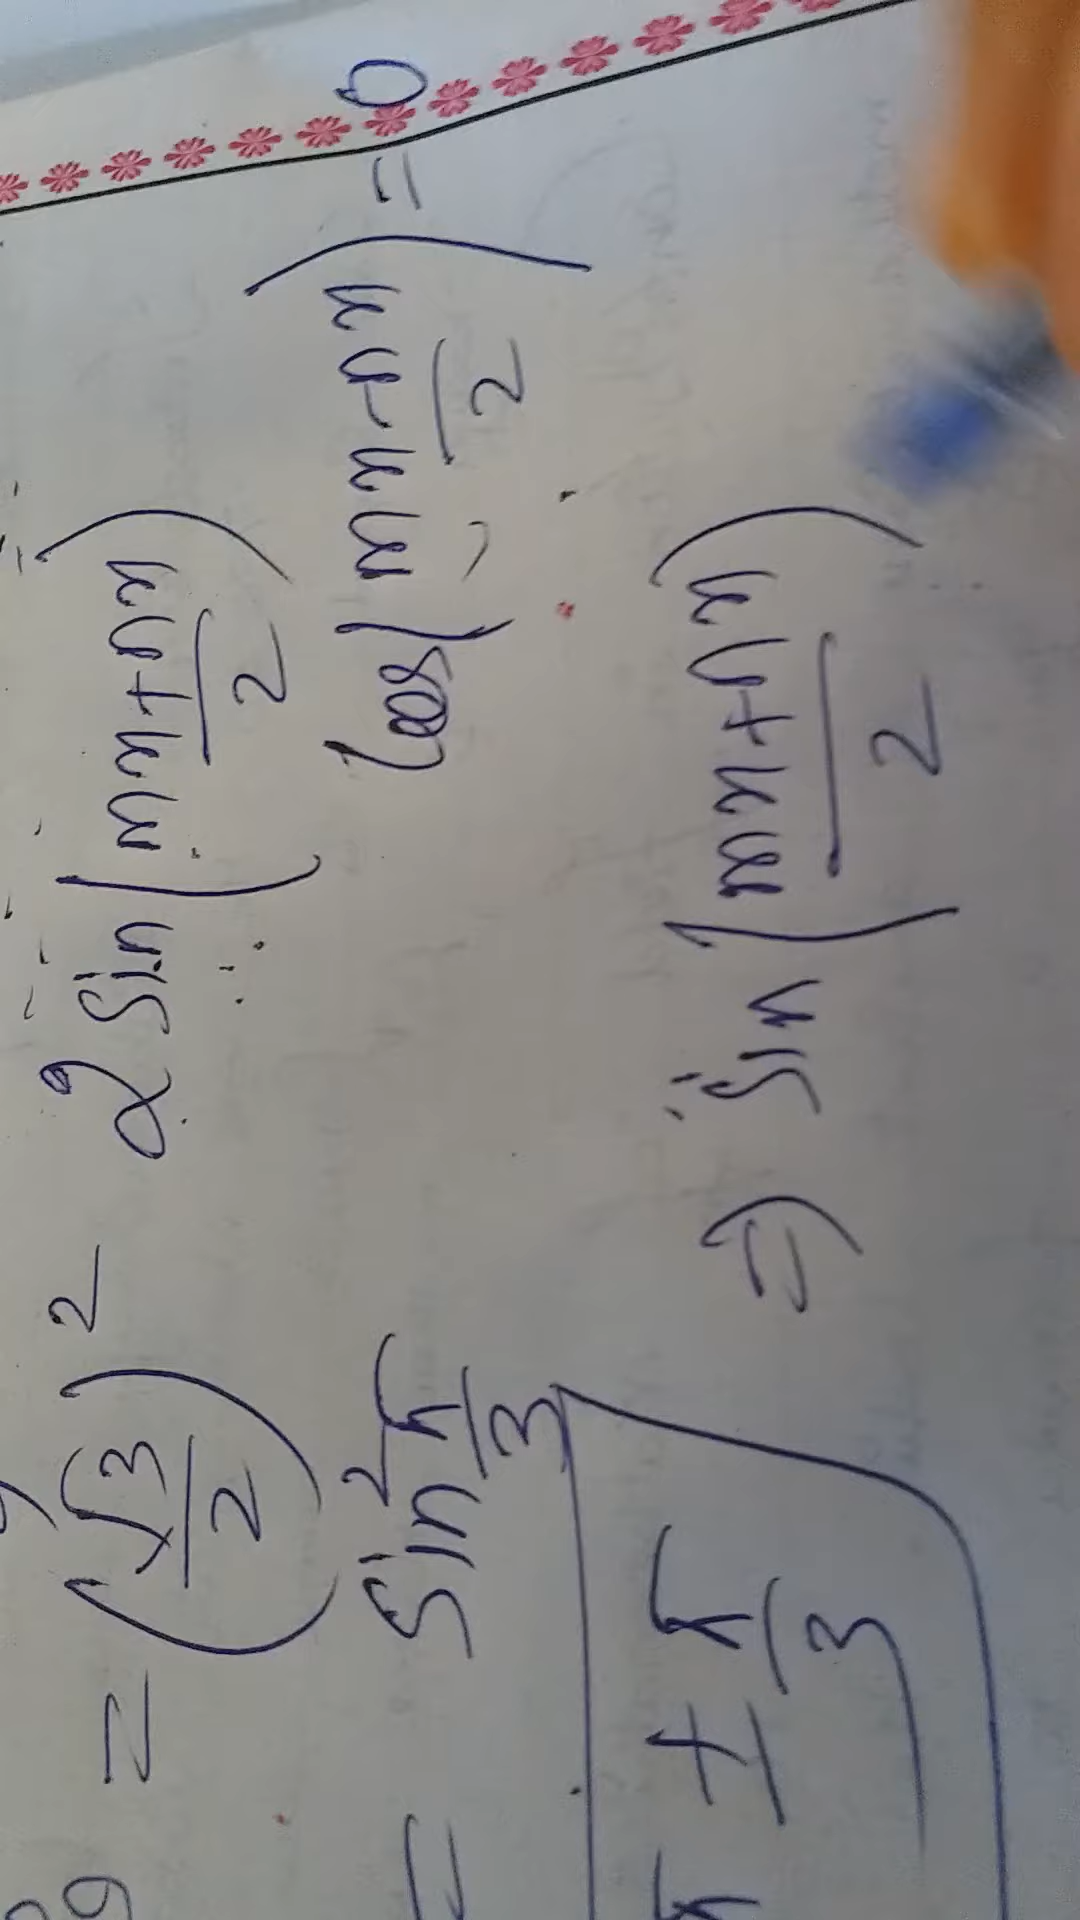 = (√3/2)²
= sin² π/3
± π/3
2 sin (mx+nx / 2)
cos (mx-nx / 2) = 0
⇒ sin (mx+nx / 2)